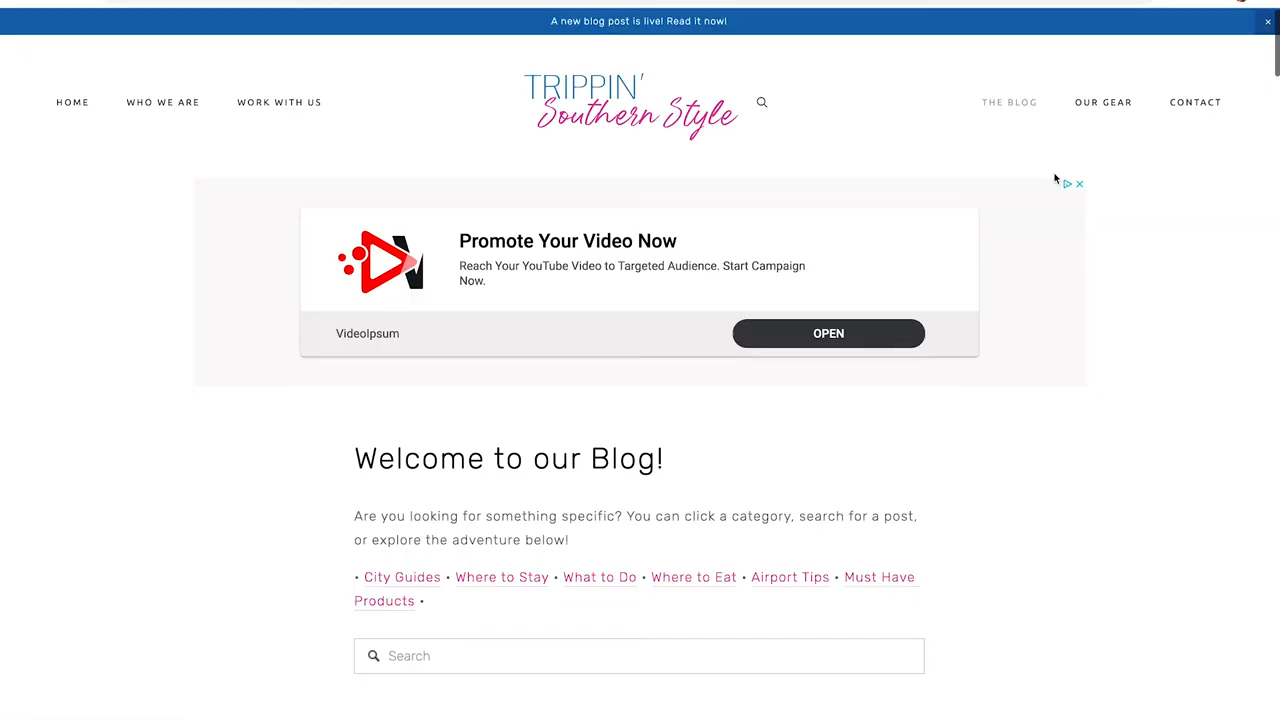 A new blog post is live! Read it now!
×
HOME WHO WE ARE WORK WITH US
TRIPPIN'
Southern Style
THE BLOG OUR GEAR CONTACT
Promote Your Video Now
Reach Your YouTube Video to Targeted Audience. Start Campaign
Now.
VideoIpsum
OPEN
Welcome to our Blog!
Are you looking for something specific? You can click a category, search for a post,
or explore the adventure below!
• City Guides • Where to Stay • What to Do • Where to Eat • Airport Tips • Must Have
Products •
Search